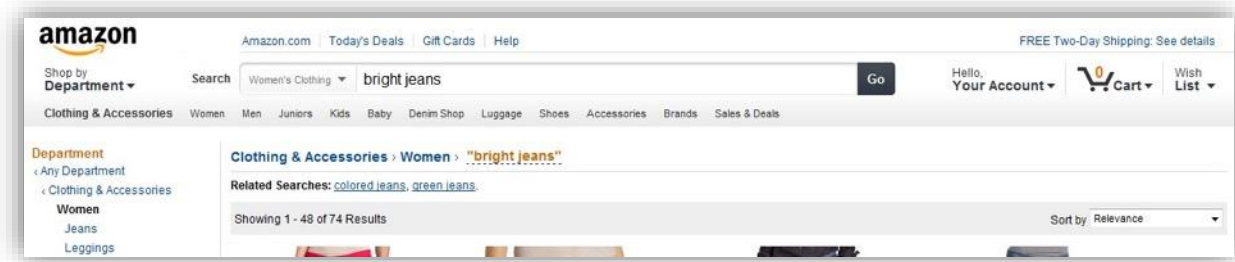 amazon
Amazon.com Today's Deals Gift Cards Help
FREE Two-Day Shipping: See details
Shop by
Department
Search Women's Clothing bright jeans Go
Hello,
Your Account
0
Cart
Wish
List
Clothing & Accessories Women Men Juniors Kids Baby Denim Shop Luggage Shoes Accessories Brands Sales & Deals
Department
‹ Any Department
‹ Clothing & Accessories
Women
Jeans
Leggings
Clothing & Accessories › Women › "bright jeans"
Related Searches: colored jeans, green jeans.
Showing 1 - 48 of 74 Results
Sort by Relevance